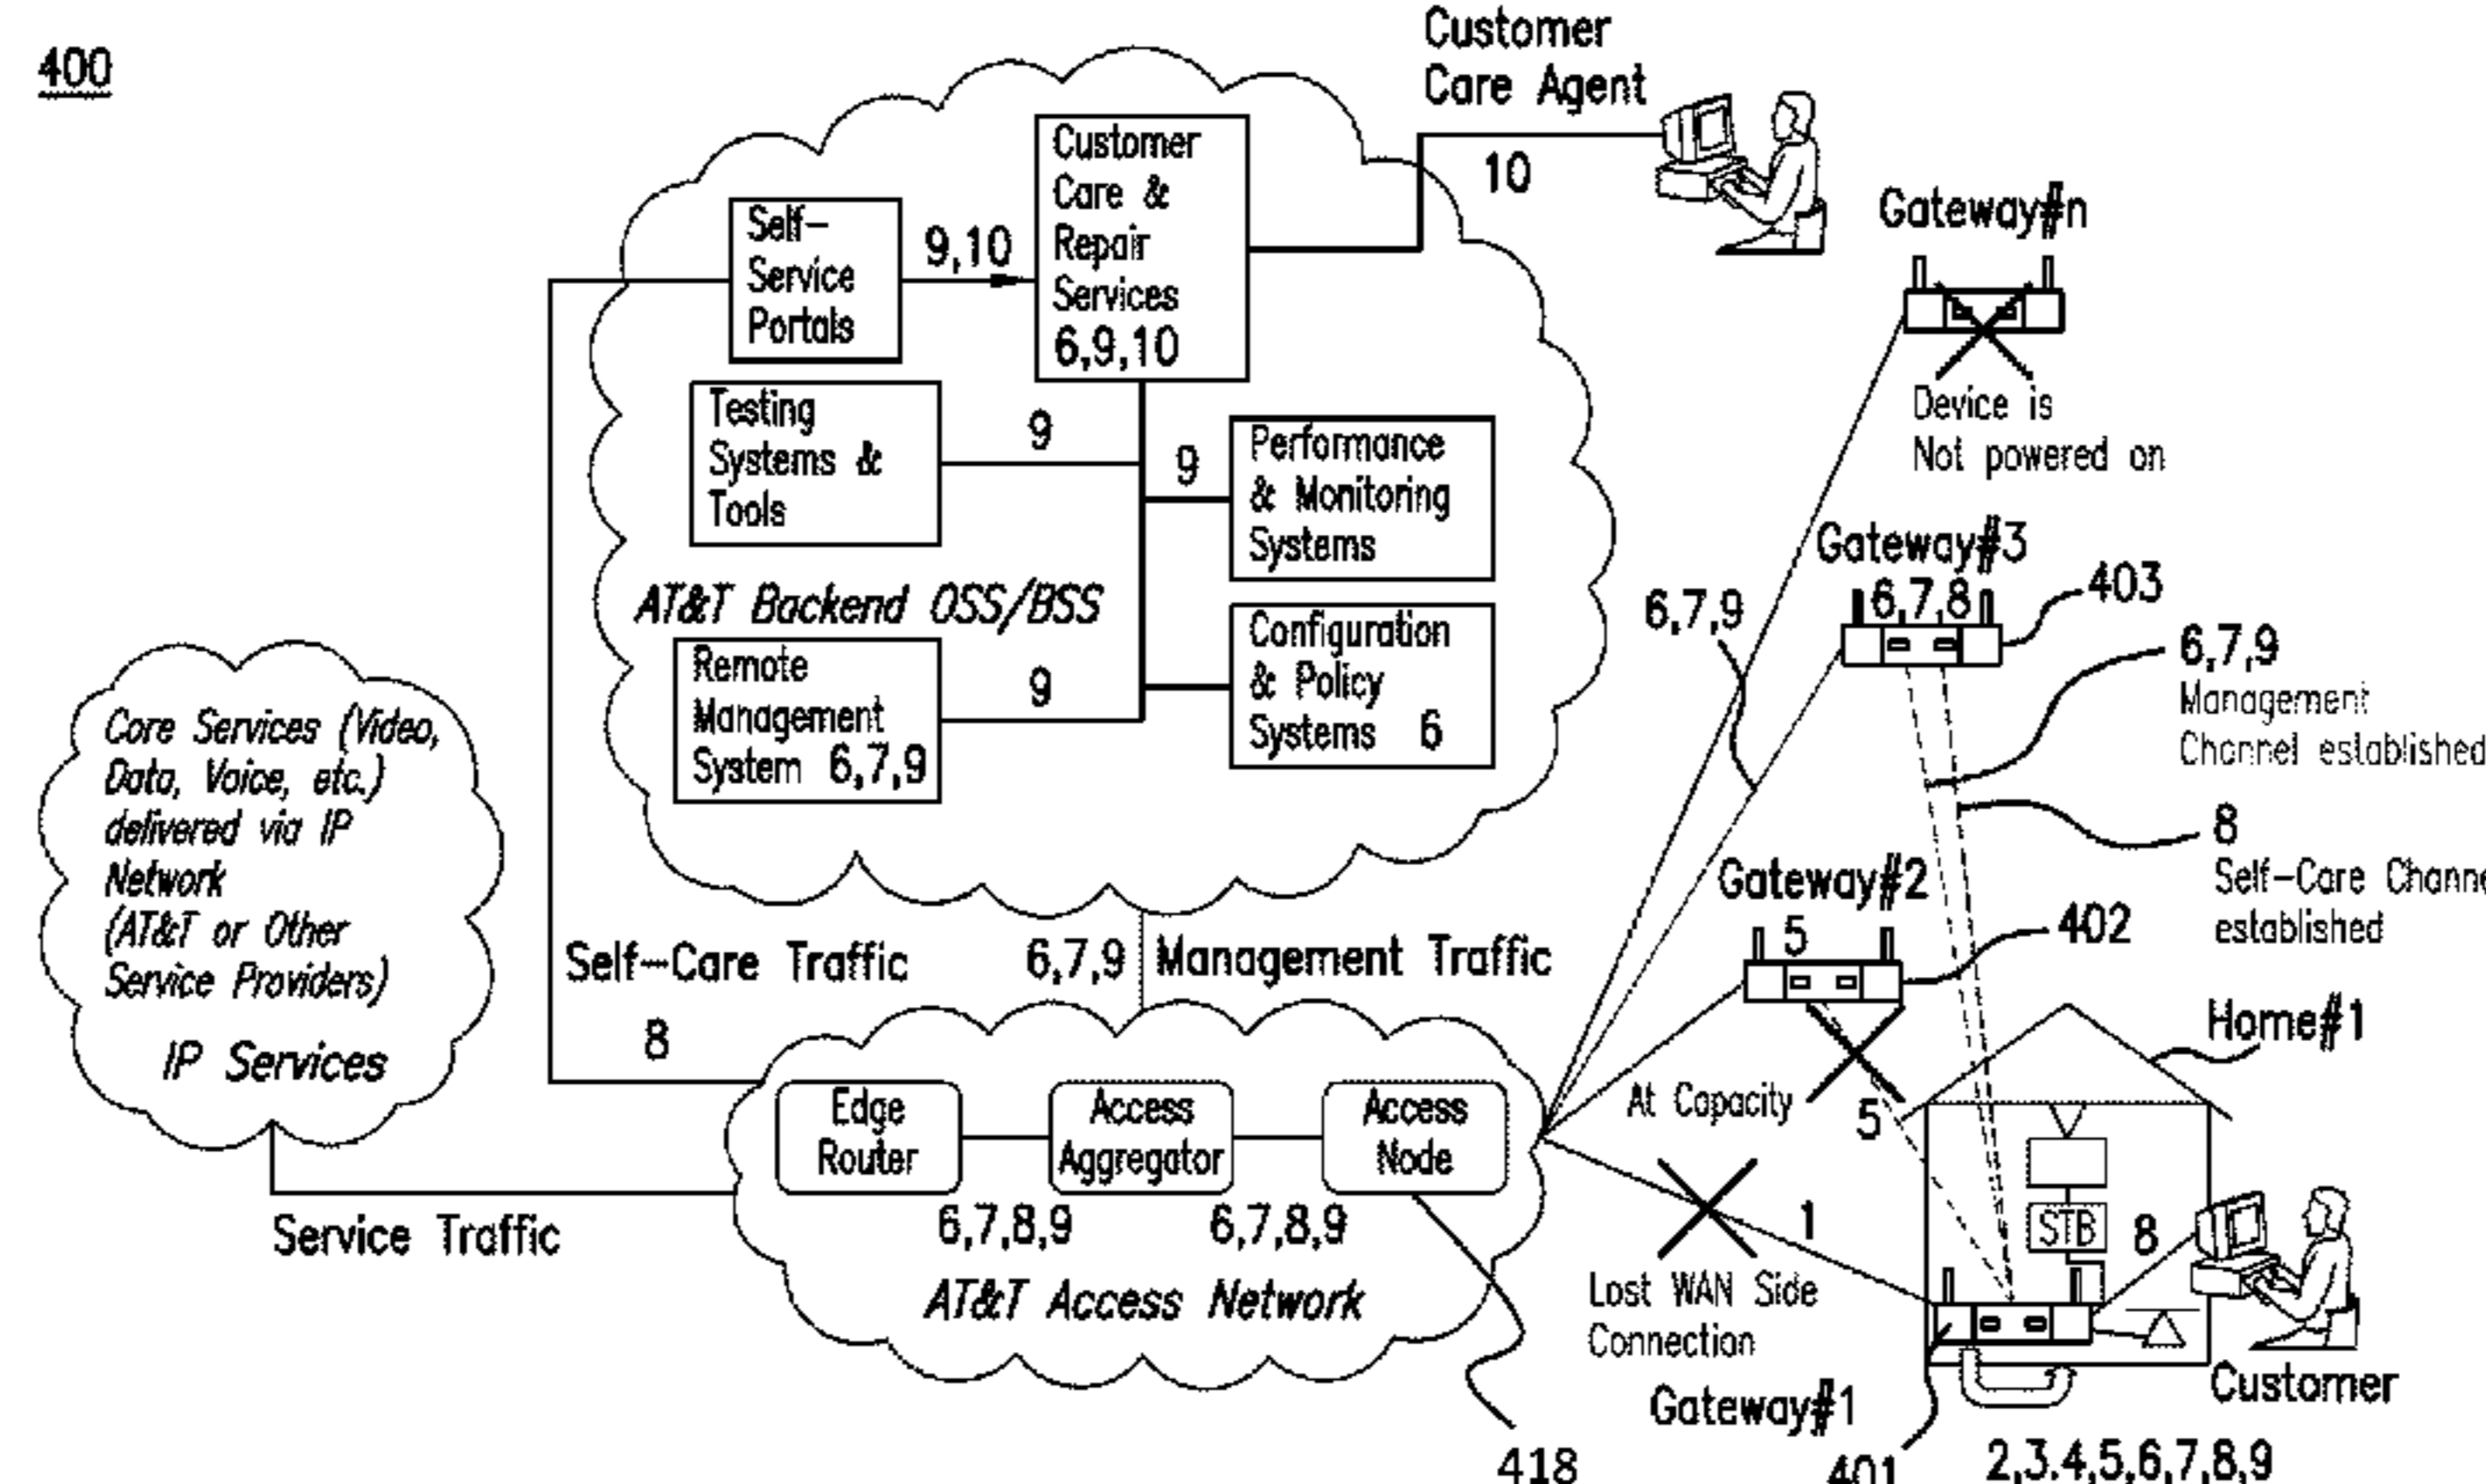 400
Customer
Care Agent
10
Customer
Care &
Repair
Services
6,9,10
Self-
Service
Portals
9,10
Gateway#n
Device is
Not powered on
Testing
Systems &
Tools
9
9
Performance
& Monitoring
Systems
AT&T Backend OSS/BSS
Remote
Management
System 6,7,9
9
Configuration
& Policy
Systems 6
Gateway#3
6,7,8
403
6,7,9
6,7,9
Management
Channel established
8
Self-Care Channe
established
Gateway#2
5
402
Core Services (Video,
Data, Voice, etc.)
delivered via IP
Network
(AT&T or Other
Service Providers)
IP Services
Self-Care Traffic
8
6,7,9
Management Traffic
Home#1
At Capacity
5
Edge
Router
Access
Aggregator
Access
Node
6,7,8,9
6,7,8,9
AT&T Access Network
Service Traffic
1
Lost WAN Side
Connection
STB
8
Customer
Gateway#1
418
401
2,3.4,5,6,7,8,9